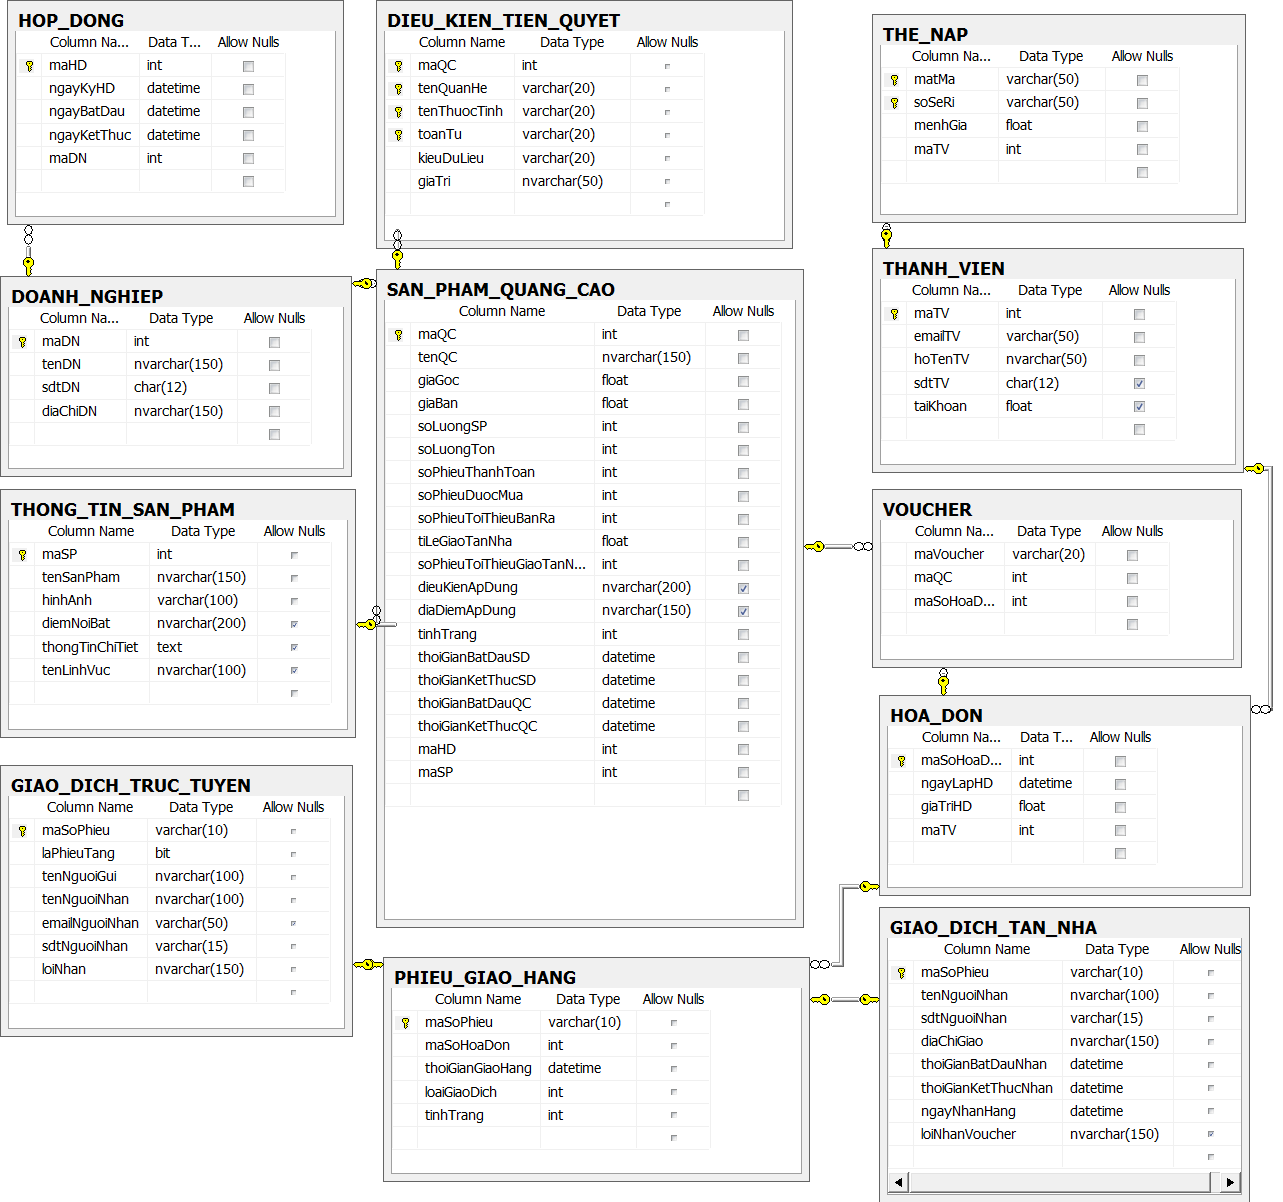 HOP_DONG
Column Na... Data T... Allow Nulls
maHD int
ngayKyHD datetime
ngayBatDau datetime
ngayKetThuc datetime
maDN int
DIEU_KIEN_TIEN_QUYET
Column Name Data Type Allow Nulls
maQC int
tenQuanHe varchar(20)
tenThuocTinh varchar(20)
toanTu varchar(20)
kieuDuLieu varchar(20)
giaTri nvarchar(50)
THE_NAP
Column Na... Data Type Allow Nulls
matMa varchar(50)
soSeRi varchar(50)
menhGia float
maTV int
DOANH_NGHIEP
Column Na... Data Type Allow Nulls
maDN int
tenDN nvarchar(150)
sdtDN char(12)
diaChiDN nvarchar(150)
SAN_PHAM_QUANG_CAO
Column Name Data Type Allow Nulls
maQC int
tenQC nvarchar(150)
giaGoc float
giaBan float
soLuongSP int
soLuongTon int
soPhieuThanhToan int
soPhieuDuocMua int
soPhieuToiThieuBanRa int
tiLeGiaoTanNha float
soPhieuToiThieuGiaoTanN... int
dieuKienApDung nvarchar(200)
diaDiemApDung nvarchar(150)
tinhTrang int
thoiGianBatDauSD datetime
thoiGianKetThucSD datetime
thoiGianBatDauQC datetime
thoiGianKetThucQC datetime
maHD int
maSP int
THANH_VIEN
Column Na... Data Type Allow Nulls
maTV int
emailTV varchar(50)
hoTenTV nvarchar(50)
sdtTV char(12)
taiKhoan float
THONG_TIN_SAN_PHAM
Column Name Data Type Allow Nulls
maSP int
tenSanPham nvarchar(150)
hinhAnh varchar(100)
diemNoiBat nvarchar(200)
thongTinChiTiet text
tenLinhVuc nvarchar(100)
VOUCHER
Column Na... Data Type Allow Nulls
maVoucher varchar(20)
maQC int
maSoHoaD... int
HOA_DON
Column Na... Data T... Allow Nulls
maSoHoaD... int
ngayLapHD datetime
giaTriHD float
maTV int
GIAO_DICH_TRUC_TUYEN
Column Name Data Type Allow Nulls
maSoPhieu varchar(10)
laPhieuTang bit
tenNguoiGui nvarchar(100)
tenNguoiNhan nvarchar(100)
emailNguoiNhan varchar(50)
sdtNguoiNhan varchar(15)
loiNhan nvarchar(150)
PHIEU_GIAO_HANG
Column Name Data Type Allow Nulls
maSoPhieu varchar(10)
maSoHoaDon int
thoiGianGiaoHang datetime
loaiGiaoDich int
tinhTrang int
GIAO_DICH_TAN_NHA
Column Name Data Type Allow Nulls
maSoPhieu varchar(10)
tenNguoiNhan nvarchar(100)
sdtNguoiNhan varchar(15)
diaChiGiao nvarchar(150)
thoiGianBatDauNhan datetime
thoiGianKetThucNhan datetime
ngayNhanHang datetime
loiNhanVoucher nvarchar(150)